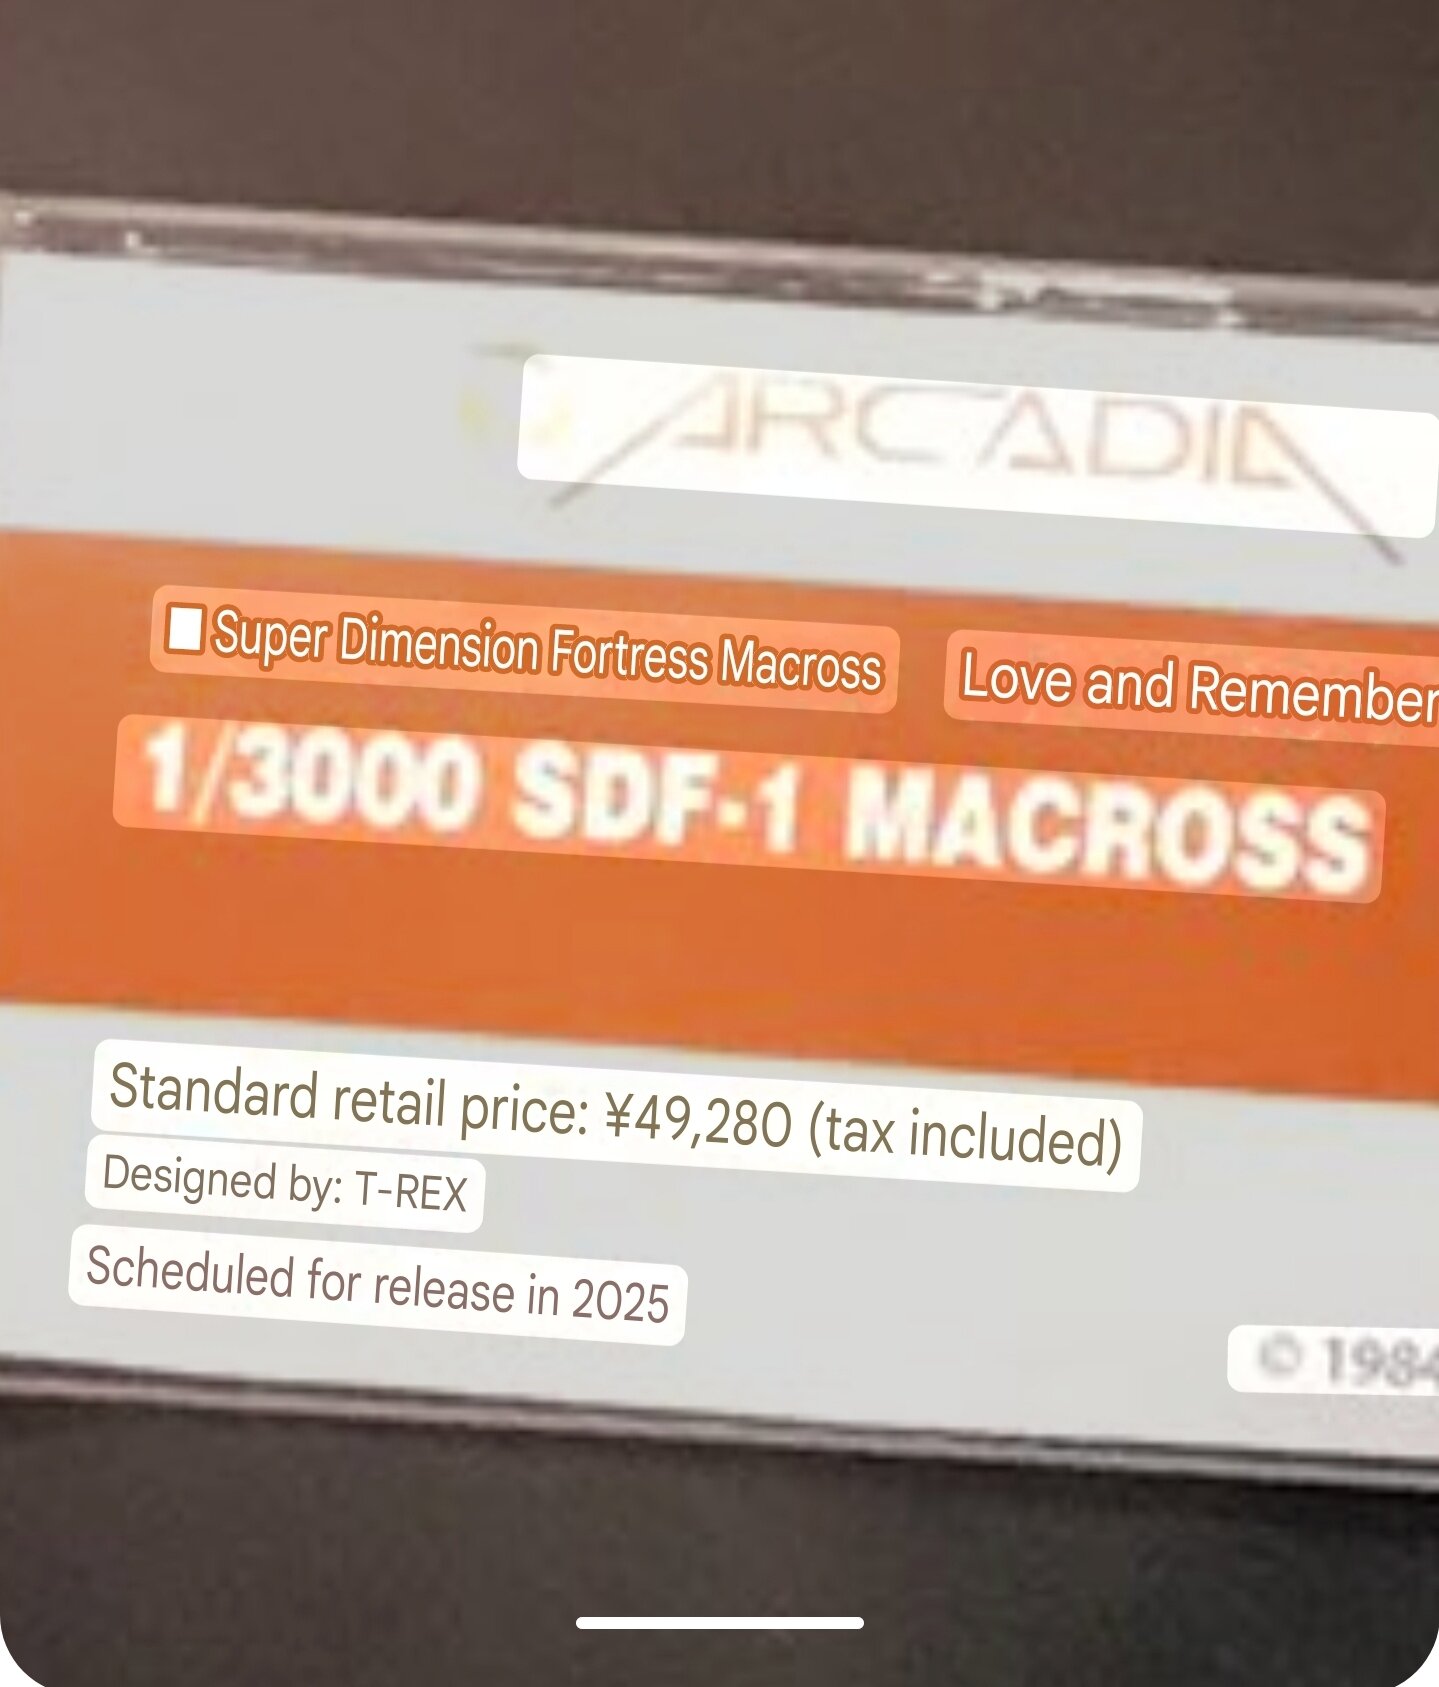 ARCADIA
■ Super Dimension Fortress Macross Love and Remember
1/3000 SDF-1 MACROSS
Standard retail price: ¥49,280 (tax included)
Designed by: T-REX
Scheduled for release in 2025
© 1984